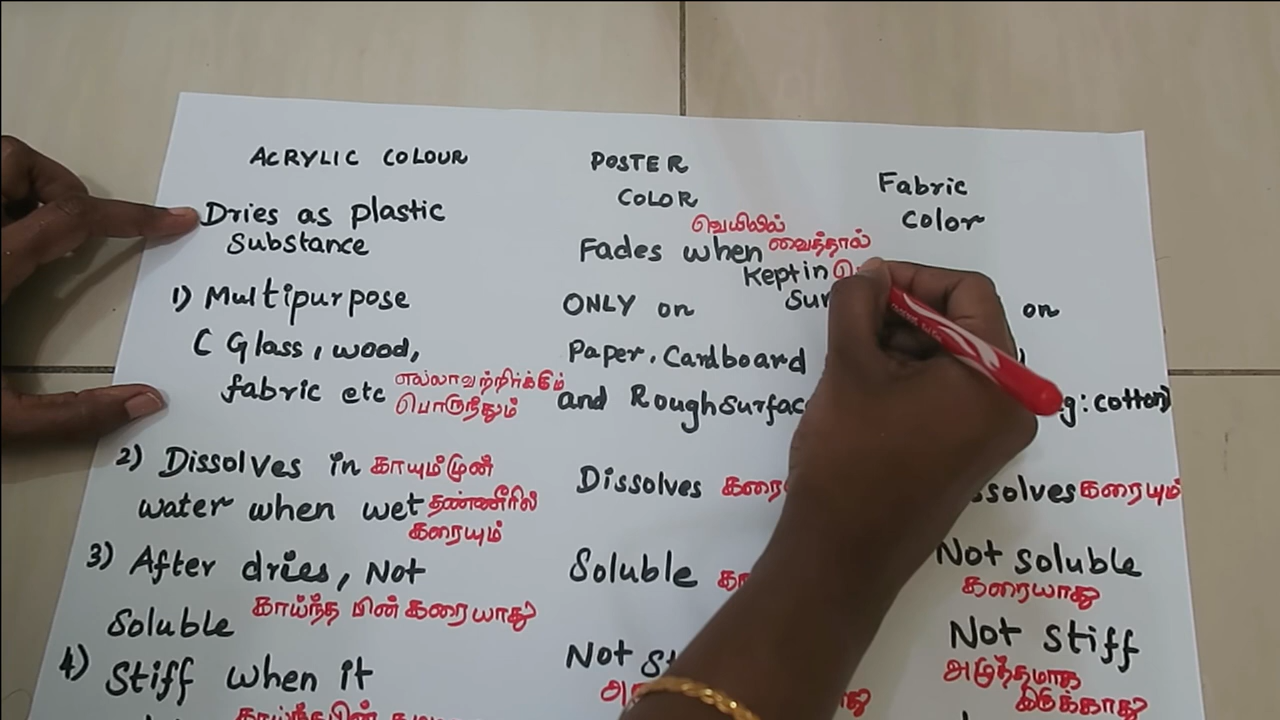 ACRYLIC COLOUR
POSTER
COLOR
Fabric
color
Dries as plastic
Substance
வெயிலில்
Fades when வைத்தால்
Kept in
1) Multipurpose
ONLY on
on
( Glass, wood,
Paper, Cardboard
fabric etc எல்லாவற்றிர்க்கும்
பொருந்தும்
and Rough
cotton)
2) Dissolves in காயும்முன்
water when wet தண்ணீரில்
கரையும்
Dissolves
கரையும்
3) After dries, Not
Soluble காய்ந்த பின் கரையாது
Soluble
Not soluble
கரையாது
4) Stiff when it
Not
Not stiff
அழுத்தமாக
இருக்காது